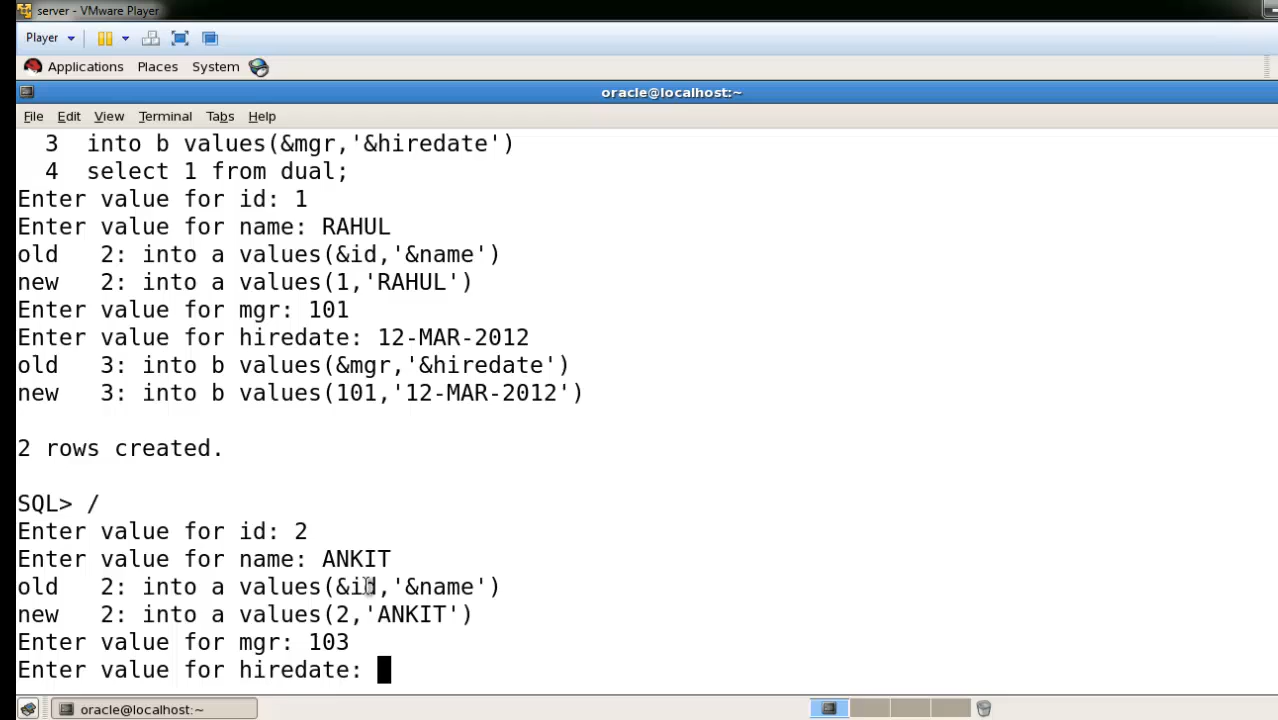 server - VMware Player
Player
Applications Places System
oracle@localhost:~
File Edit View Terminal Tabs Help
  3  into b values(&mgr,'&hiredate')
  4  select 1 from dual;
Enter value for id: 1
Enter value for name: RAHUL
old   2: into a values(&id,'&name')
new   2: into a values(1,'RAHUL')
Enter value for mgr: 101
Enter value for hiredate: 12-MAR-2012
old   3: into b values(&mgr,'&hiredate')
new   3: into b values(101,'12-MAR-2012')
2 rows created.
SQL> /
Enter value for id: 2
Enter value for name: ANKIT
old   2: into a values(&id,'&name')
new   2: into a values(2,'ANKIT')
Enter value for mgr: 103
Enter value for hiredate:
oracle@localhost:~